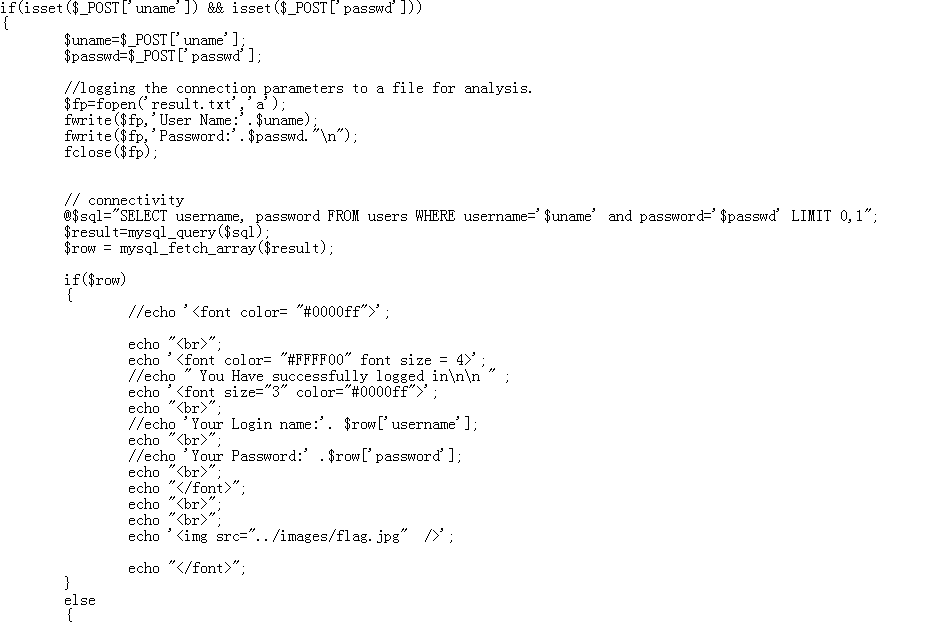 if(isset($_POST['uname']) && isset($_POST['passwd']))
{
$uname=$_POST['uname'];
$passwd=$_POST['passwd'];
//logging the connection parameters to a file for analysis.
$fp=fopen('result.txt','a');
fwrite($fp,'User Name:'.$uname);
fwrite($fp,'Password:'.$passwd."\n");
fclose($fp);
// connectivity
@$sql="SELECT username, password FROM users WHERE username='$uname' and password='$passwd' LIMIT 0,1";
$result=mysql_query($sql);
$row = mysql_fetch_array($result);
if($row)
{
//echo '<font color= "#0000ff">';
echo "<br>";
echo '<font color= "#FFFF00" font size = 4>';
//echo " You Have successfully logged in\n\n " ;
echo '<font size="3" color="#0000ff">';
echo "<br>";
//echo 'Your Login name:'. $row['username'];
echo "<br>";
//echo 'Your Password:' .$row['password'];
echo "<br>";
echo "</font>";
echo "<br>";
echo "<br>";
echo '<img src="../images/flag.jpg"  />';
echo "</font>";
}
else
{